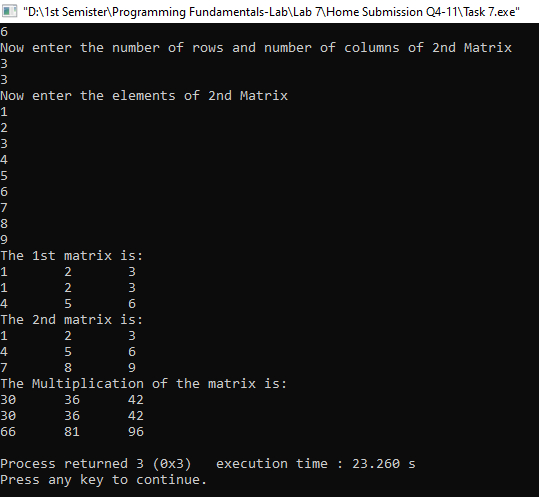 "D:\1st Semister\Programming Fundamentals-Lab\Lab 7\Home Submission Q4-11\Task 7.exe"
6
Now enter the number of rows and number of columns of 2nd Matrix
3
3
Now enter the elements of 2nd Matrix
1
2
3
4
5
6
7
8
9
The 1st matrix is:
1 2 3
1 2 3
4 5 6
The 2nd matrix is:
1 2 3
4 5 6
7 8 9
The Multiplication of the matrix is:
30 36 42
30 36 42
66 81 96
Process returned 3 (0x3) execution time : 23.260 s
Press any key to continue.